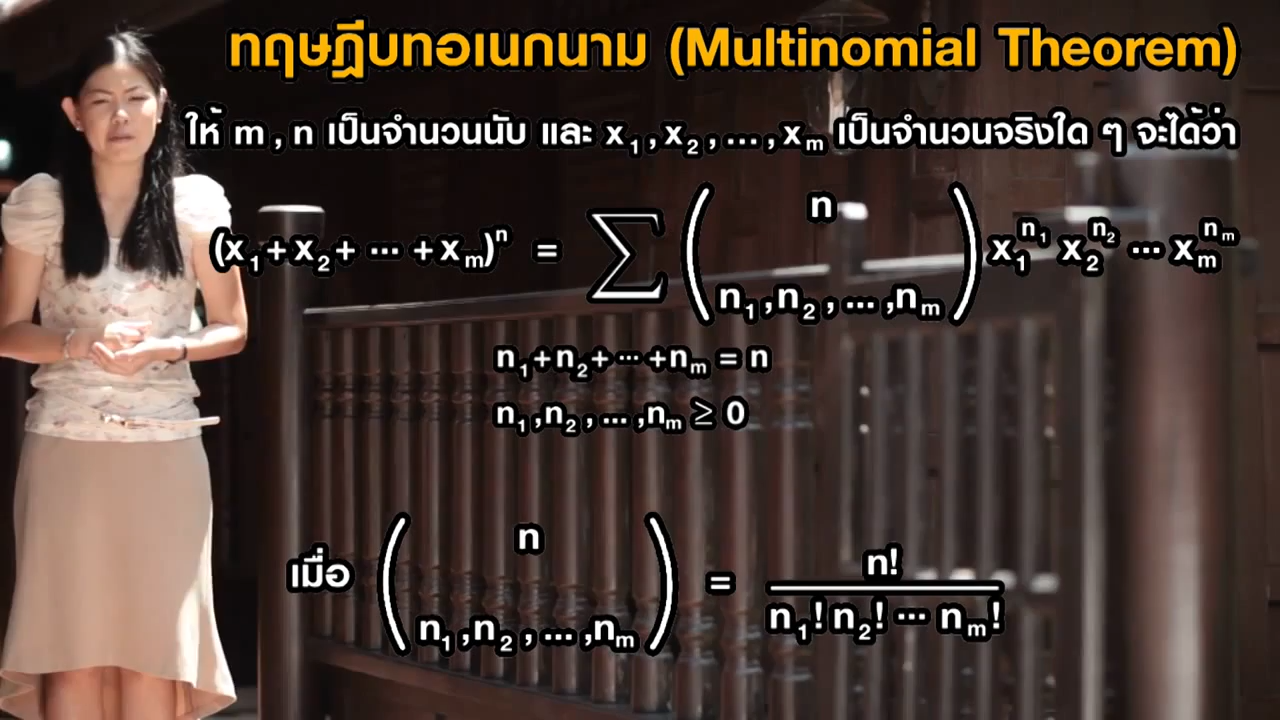 ทฤษฎีบทอเนกนาม (Multinomial Theorem)
ให้ m , n เป็นจำนวนนับ และ x₁ , x₂ , ... , xₘ เป็นจำนวนจริงใด ๆ จะได้ว่า
(x₁ + x₂ + ··· + xₘ)ⁿ = ∑ (n / n₁ , n₂ , ... , nₘ) x₁^{n₁} x₂^{n₂} ··· xₘ^{nₘ}
n₁ + n₂ + ··· + nₘ = n
n₁ , n₂ , ... , nₘ ≥ 0
เมื่อ (n / n₁ , n₂ , ... , nₘ) = n! / n₁! n₂! ··· nₘ!